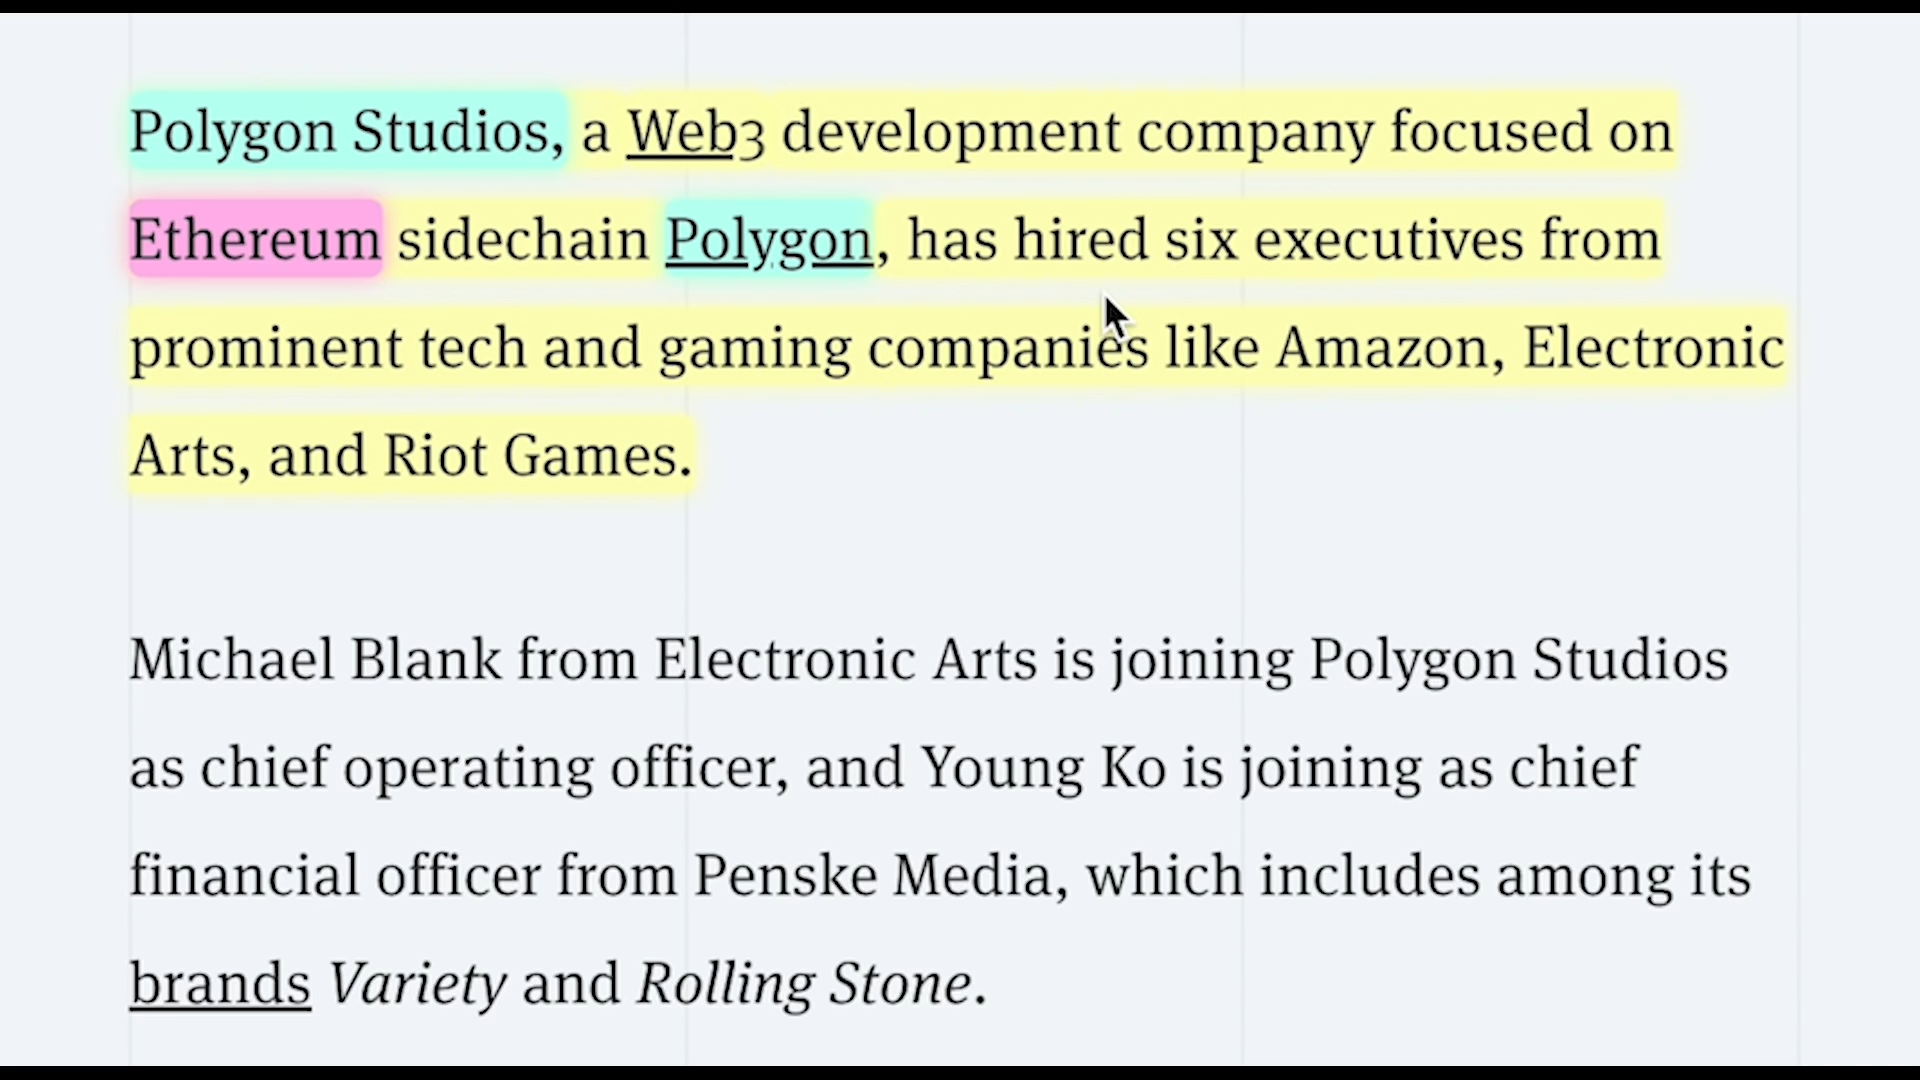 Polygon Studios, a Web3 development company focused on
Ethereum sidechain Polygon, has hired six executives from
prominent tech and gaming companies like Amazon, Electronic
Arts, and Riot Games.
Michael Blank from Electronic Arts is joining Polygon Studios
as chief operating officer, and Young Ko is joining as chief
financial officer from Penske Media, which includes among its
brands Variety and Rolling Stone.